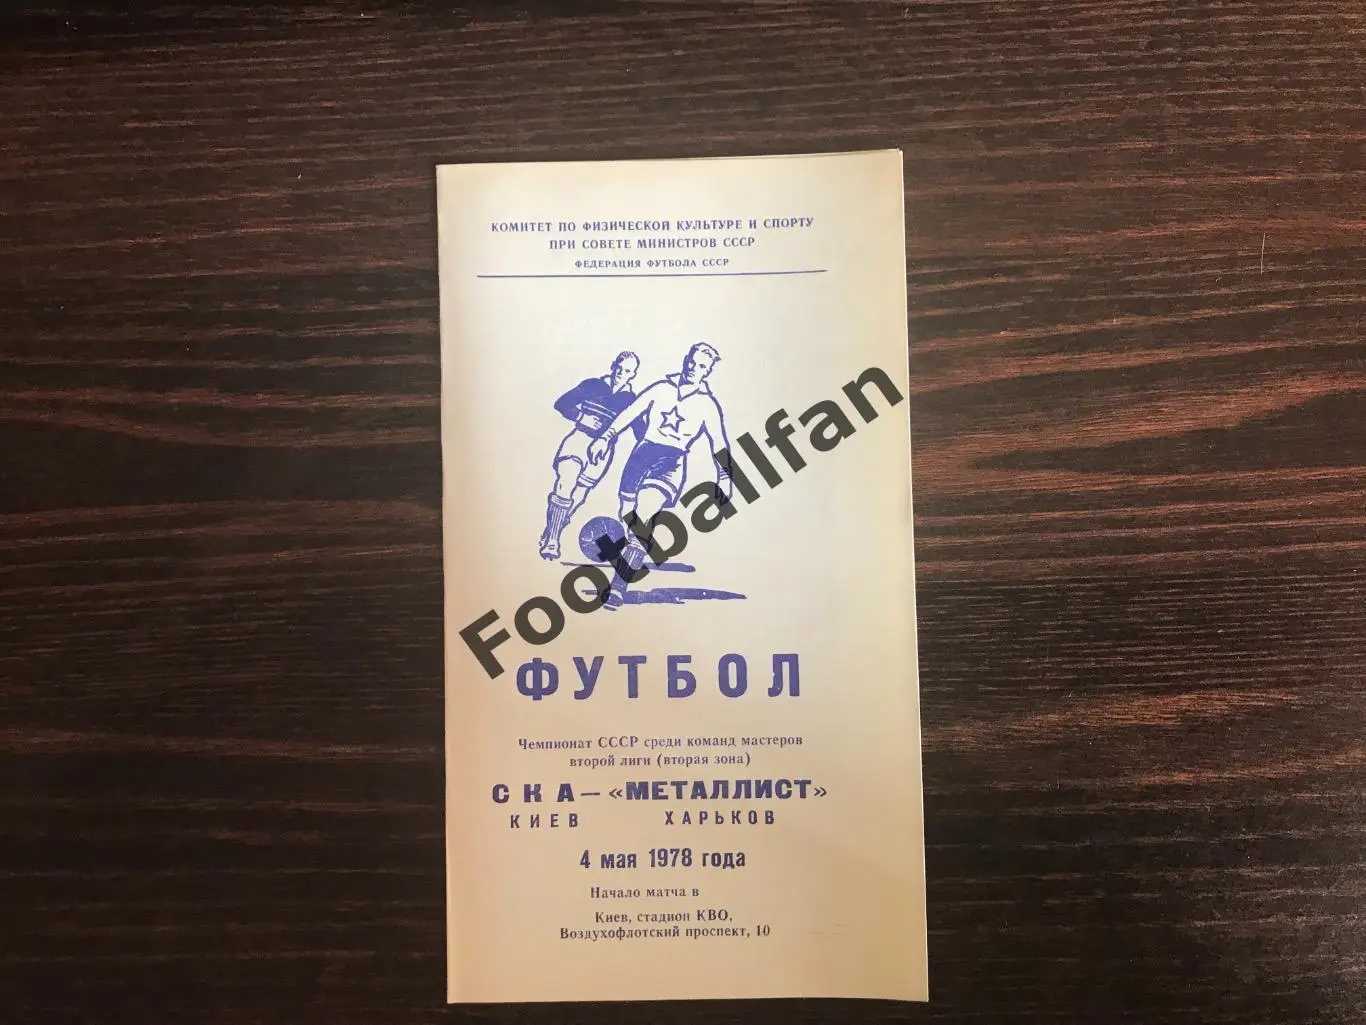 КОМИТЕТ ПО ФИЗИЧЕСКОЙ КУЛЬТУРЕ И СПОРТУ
ПРИ СОВЕТЕ МИНИСТРОВ СССР
ФЕДЕРАЦИЯ ФУТБОЛА СССР
Footballfan
ФУТБОЛ
Чемпионат СССР среди команд мастеров
второй лиги (вторая зона)
СКА — «МЕТАЛЛИСТ»
КИЕВ ХАРЬКОВ
4 мая 1978 года
Начало матча в
Киев, стадион КВО,
Воздухофлотский проспект, 10